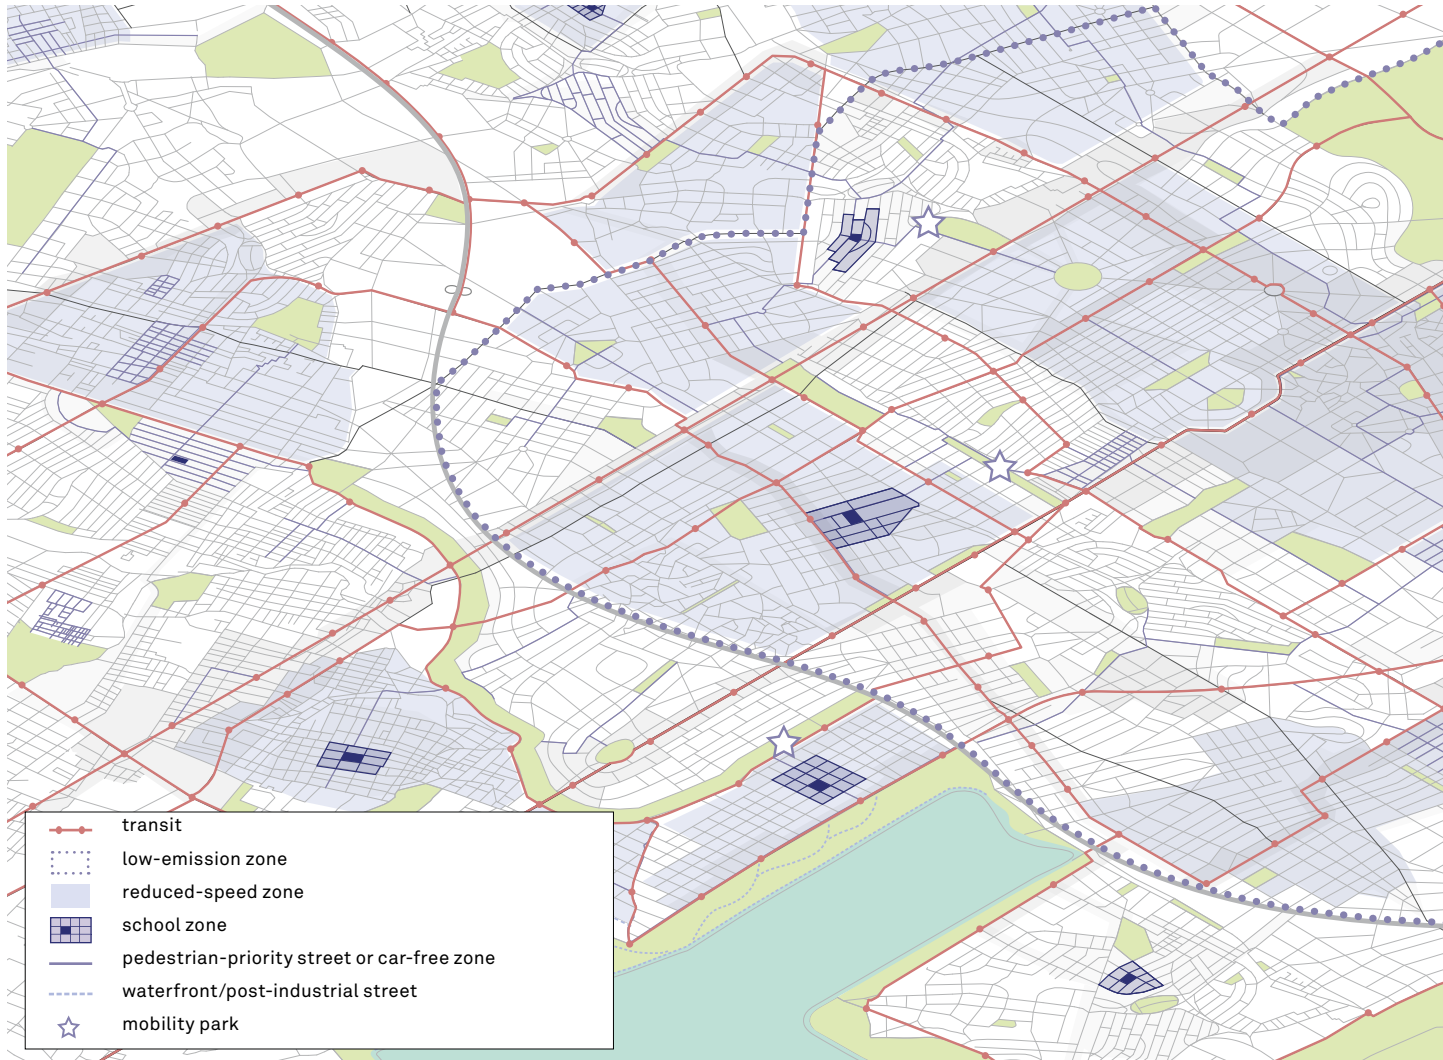 transit
low-emission zone
reduced-speed zone
school zone
pedestrian-priority street or car-free zone
waterfront/post-industrial street
mobility park